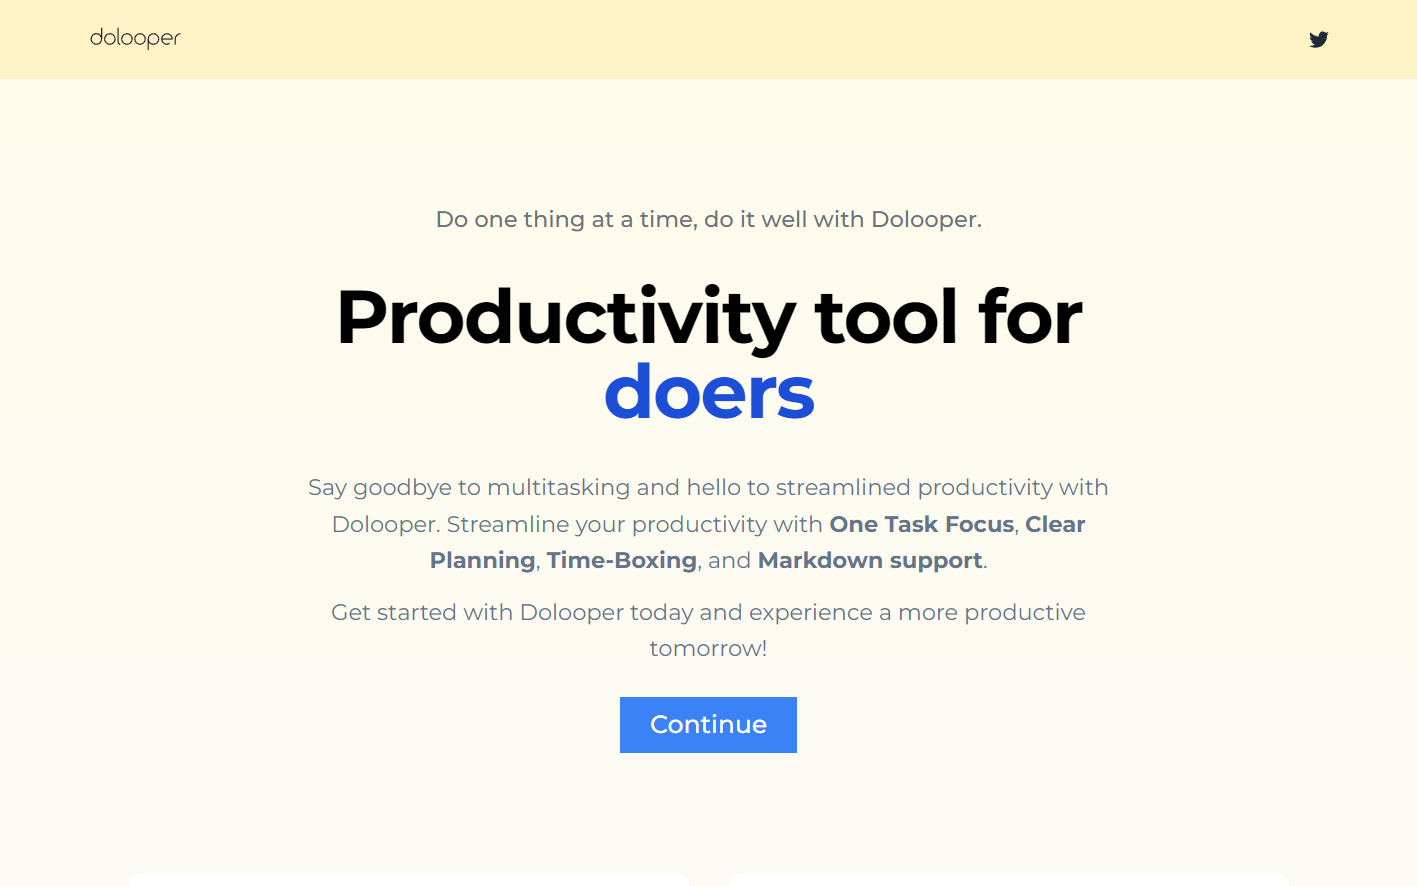 dolooper
Do one thing at a time, do it well with Dolooper.
Productivity tool for
doers
Say goodbye to multitasking and hello to streamlined productivity with
Dolooper. Streamline your productivity with One Task Focus, Clear
Planning, Time-Boxing, and Markdown support.
Get started with Dolooper today and experience a more productive
tomorrow!
Continue